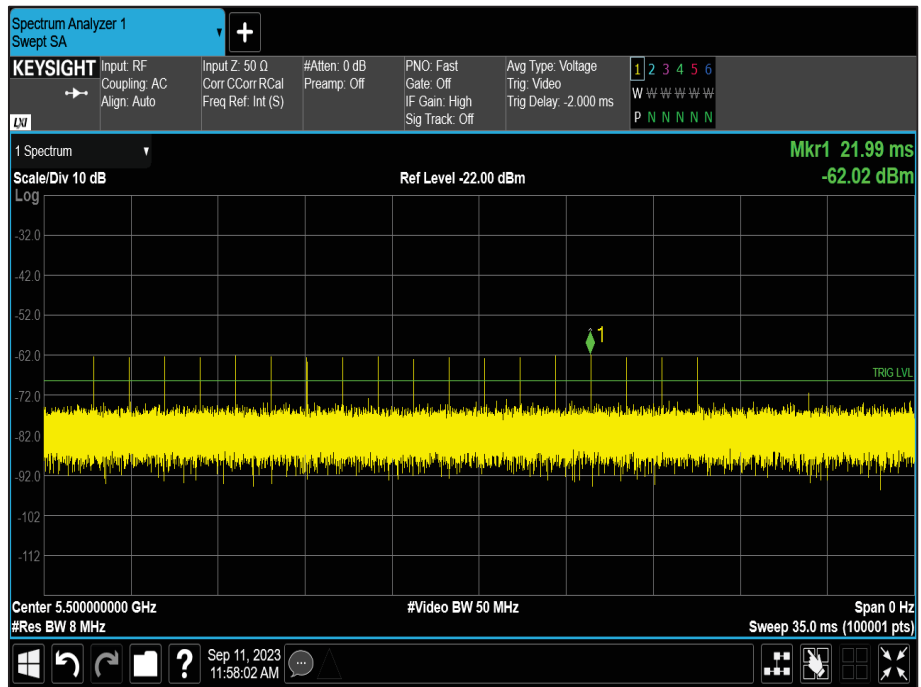 Spectrum Analyzer 1
Swept SA
+
KEYSIGHT
LXI
Input: RF
Coupling: AC
Align: Auto
Input Z: 50 Ω
Corr CCorr RCal
Freq Ref: Int (S)
#Atten: 0 dB
Preamp: Off
PNO: Fast
Gate: Off
IF Gain: High
Sig Track: Off
Avg Type: Voltage
Trig: Video
Trig Delay: -2.000 ms
1 2 3 4 5 6
W W W W W W
P N N N N N
1 Spectrum
Mkr1 21.99 ms
Scale/Div 10 dB
Ref Level -22.00 dBm
-62.02 dBm
Log
-32.0
-42.0
-52.0
1
-62.0
TRIG LVL
-72.0
-82.0
-92.0
-102
-112
Center 5.500000000 GHz
#Video BW 50 MHz
Span 0 Hz
#Res BW 8 MHz
Sweep 35.0 ms (100001 pts)
?
Sep 11, 2023
11:58:02 AM